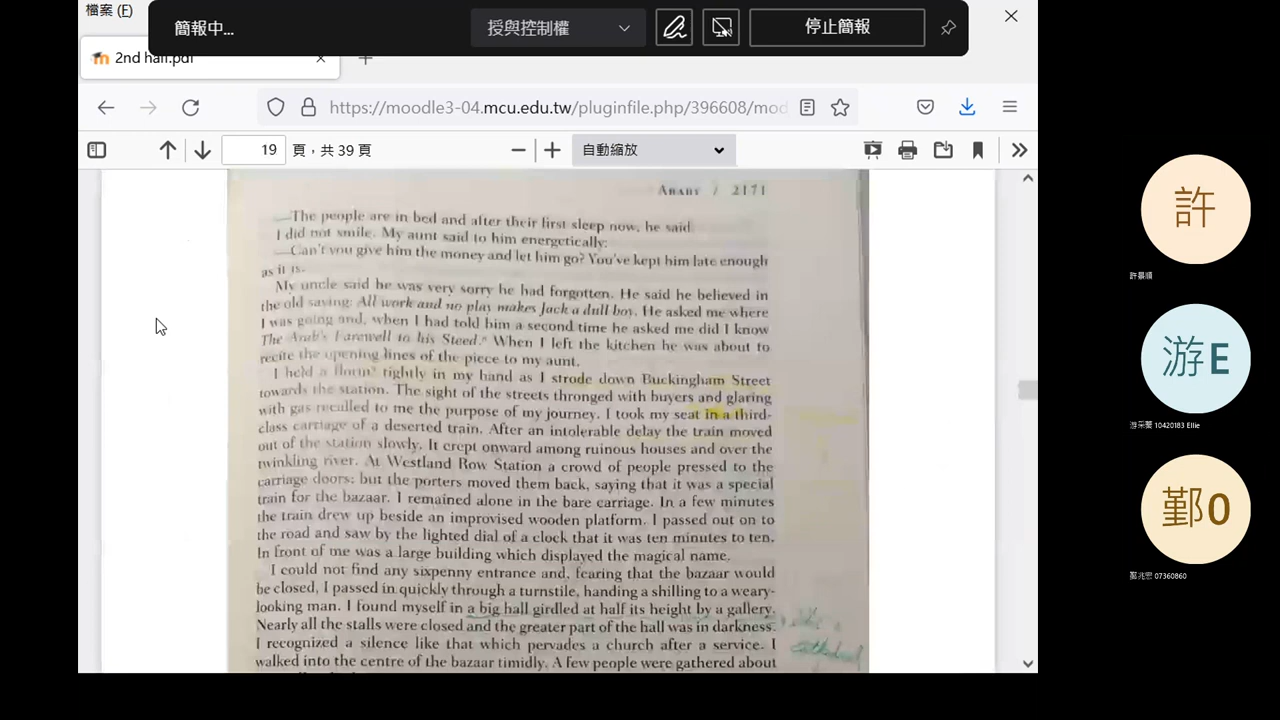 檔案 (F)
簡報中...
授與控制權
停止簡報
2nd half.pdf
https://moodle3-04.mcu.edu.tw/pluginfile.php/396608/mod
19 頁，共 39 頁
自動縮放
ARABY / 2171
—The people are in bed and after their first sleep now, he said.
I did not smile. My aunt said to him energetically:
—Can't you give him the money and let him go? You've kept him late enough
as it is.
My uncle said he was very sorry he had forgotten. He said he believed in
the old saying: All work and no play makes Jack a dull boy. He asked me where
I was going and, when I had told him a second time he asked me did I know
The Arab's Farewell to his Steed. When I left the kitchen he was about to
recite the opening lines of the piece to my aunt.
I held a florin tightly in my hand as I strode down Buckingham Street
towards the station. The sight of the streets thronged with buyers and glaring
with gas recalled to me the purpose of my journey. I took my seat in a third-
class carriage of a deserted train. After an intolerable delay the train moved
out of the station slowly. It crept onward among ruinous houses and over the
twinkling river. At Westland Row Station a crowd of people pressed to the
carriage doors; but the porters moved them back, saying that it was a special
train for the bazaar. I remained alone in the bare carriage. In a few minutes
the train drew up beside an improvised wooden platform. I passed out on to
the road and saw by the lighted dial of a clock that it was ten minutes to ten.
In front of me was a large building which displayed the magical name.
I could not find any sixpenny entrance and, fearing that the bazaar would
be closed, I passed in quickly through a turnstile, handing a shilling to a weary-
looking man. I found myself in a big hall girdled at half its height by a gallery.
Nearly all the stalls were closed and the greater part of the hall was in darkness.
I recognized a silence like that which pervades a church after a service. I
walked into the centre of the bazaar timidly. A few people were gathered about
cathedral
許
許景順
游E
10420183 Ellie
鄞0
07360860